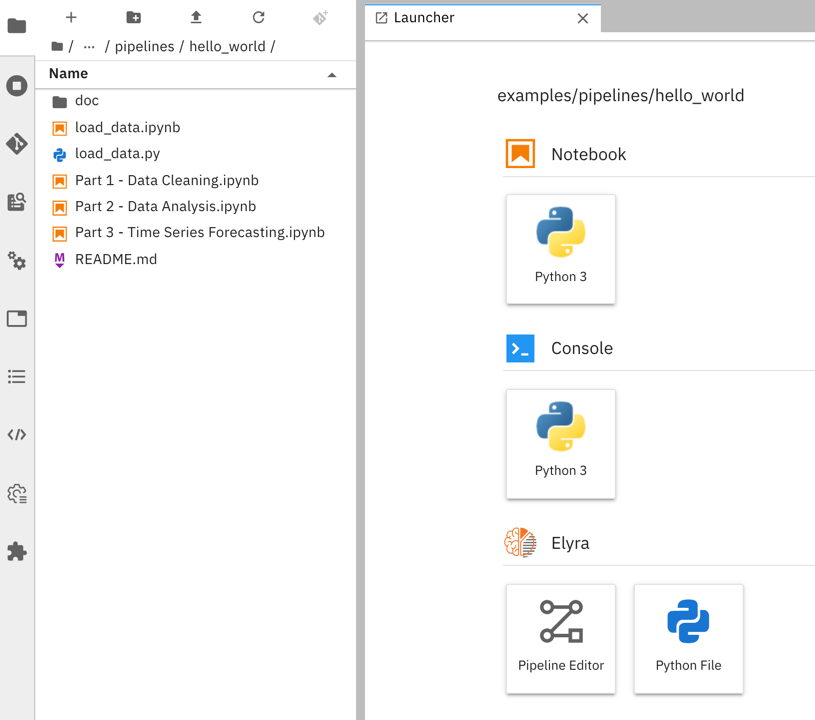 Launcher
/ ... / pipelines / hello_world /
Name
doc
load_data.ipynb
load_data.py
Part 1 - Data Cleaning.ipynb
Part 2 - Data Analysis.ipynb
Part 3 - Time Series Forecasting.ipynb
README.md
examples/pipelines/hello_world
Notebook
Python 3
Console
Python 3
Elyra
Pipeline Editor
Python File